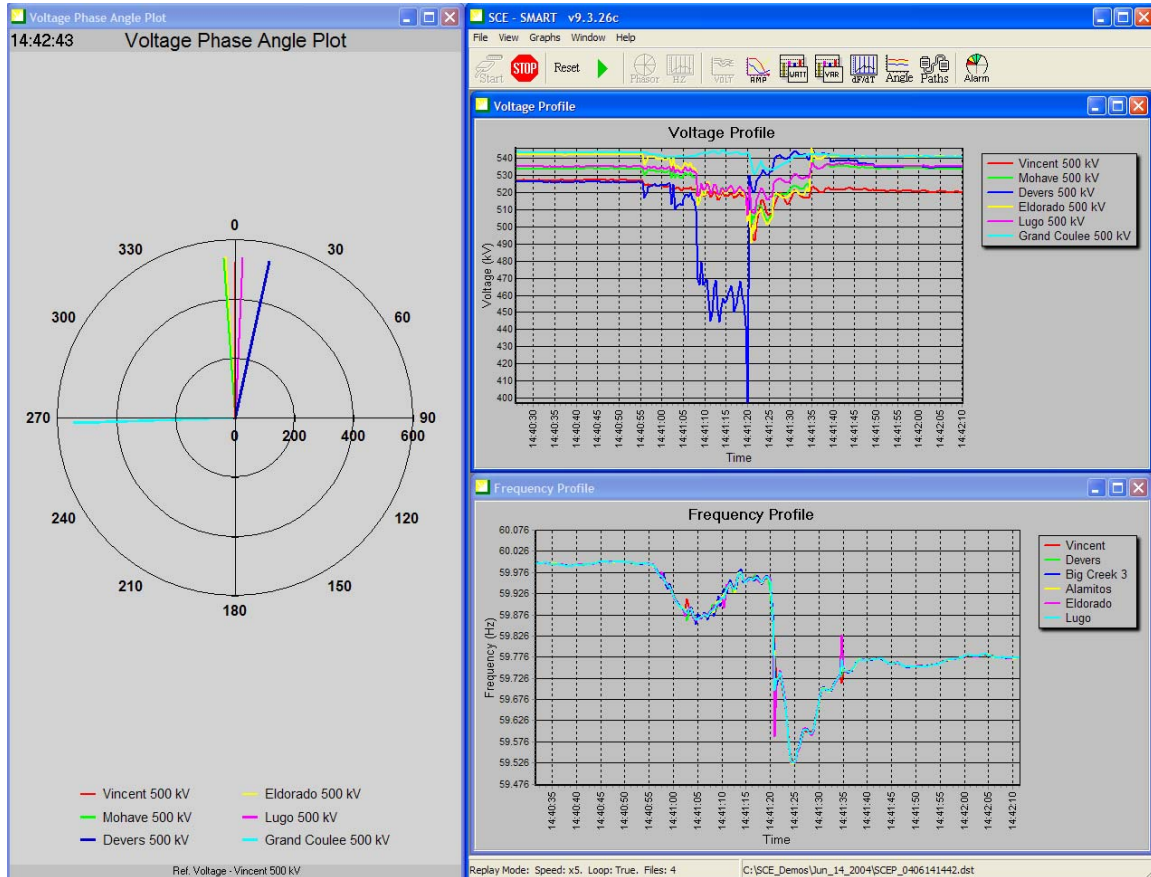 Voltage Phase Angle Plot
14:42:43 Voltage Phase Angle Plot
0
330 30
300 60
270 90
0 200 400 600
240 120
210 150
180
Vincent 500 kV Eldorado 500 kV
Mohave 500 kV Lugo 500 kV
Devers 500 kV Grand Coulee 500 kV
Ref. Voltage - Vincent 500 kV
SCE - SMART v9.3.26c
File View Graphs Window Help
Start STOP Reset Phasor HZ VOLT AMP WATT VAR dF/dT Angle Paths Alarm
Voltage Profile
Voltage Profile
540
530
520
510
500
490
480
470
460
450
440
430
420
410
400
Voltage (kV)
14:40:30 14:40:35 14:40:40 14:40:45 14:40:50 14:40:55 14:41:00 14:41:05 14:41:10 14:41:15 14:41:20 14:41:25 14:41:30 14:41:35 14:41:40 14:41:45 14:41:50 14:41:55 14:42:00 14:42:05 14:42:10
Time
Vincent 500 kV
Mohave 500 kV
Devers 500 kV
Eldorado 500 kV
Lugo 500 kV
Grand Coulee 500 kV
Frequency Profile
Frequency Profile
60.076
60.026
59.976
59.926
59.876
59.826
59.776
59.726
59.676
59.626
59.576
59.526
59.476
Frequency (Hz)
14:40:35 14:40:40 14:40:45 14:40:50 14:40:55 14:41:00 14:41:05 14:41:10 14:41:15 14:41:20 14:41:25 14:41:30 14:41:35 14:41:40 14:41:45 14:41:50 14:41:55 14:42:00 14:42:05 14:42:10
Time
Vincent
Devers
Big Creek 3
Alamitos
Eldorado
Lugo
Replay Mode: Speed: x5. Loop: True. Files: 4 C:\SCE_Demos\Jun_14_2004\SCEP_0406141442.dst